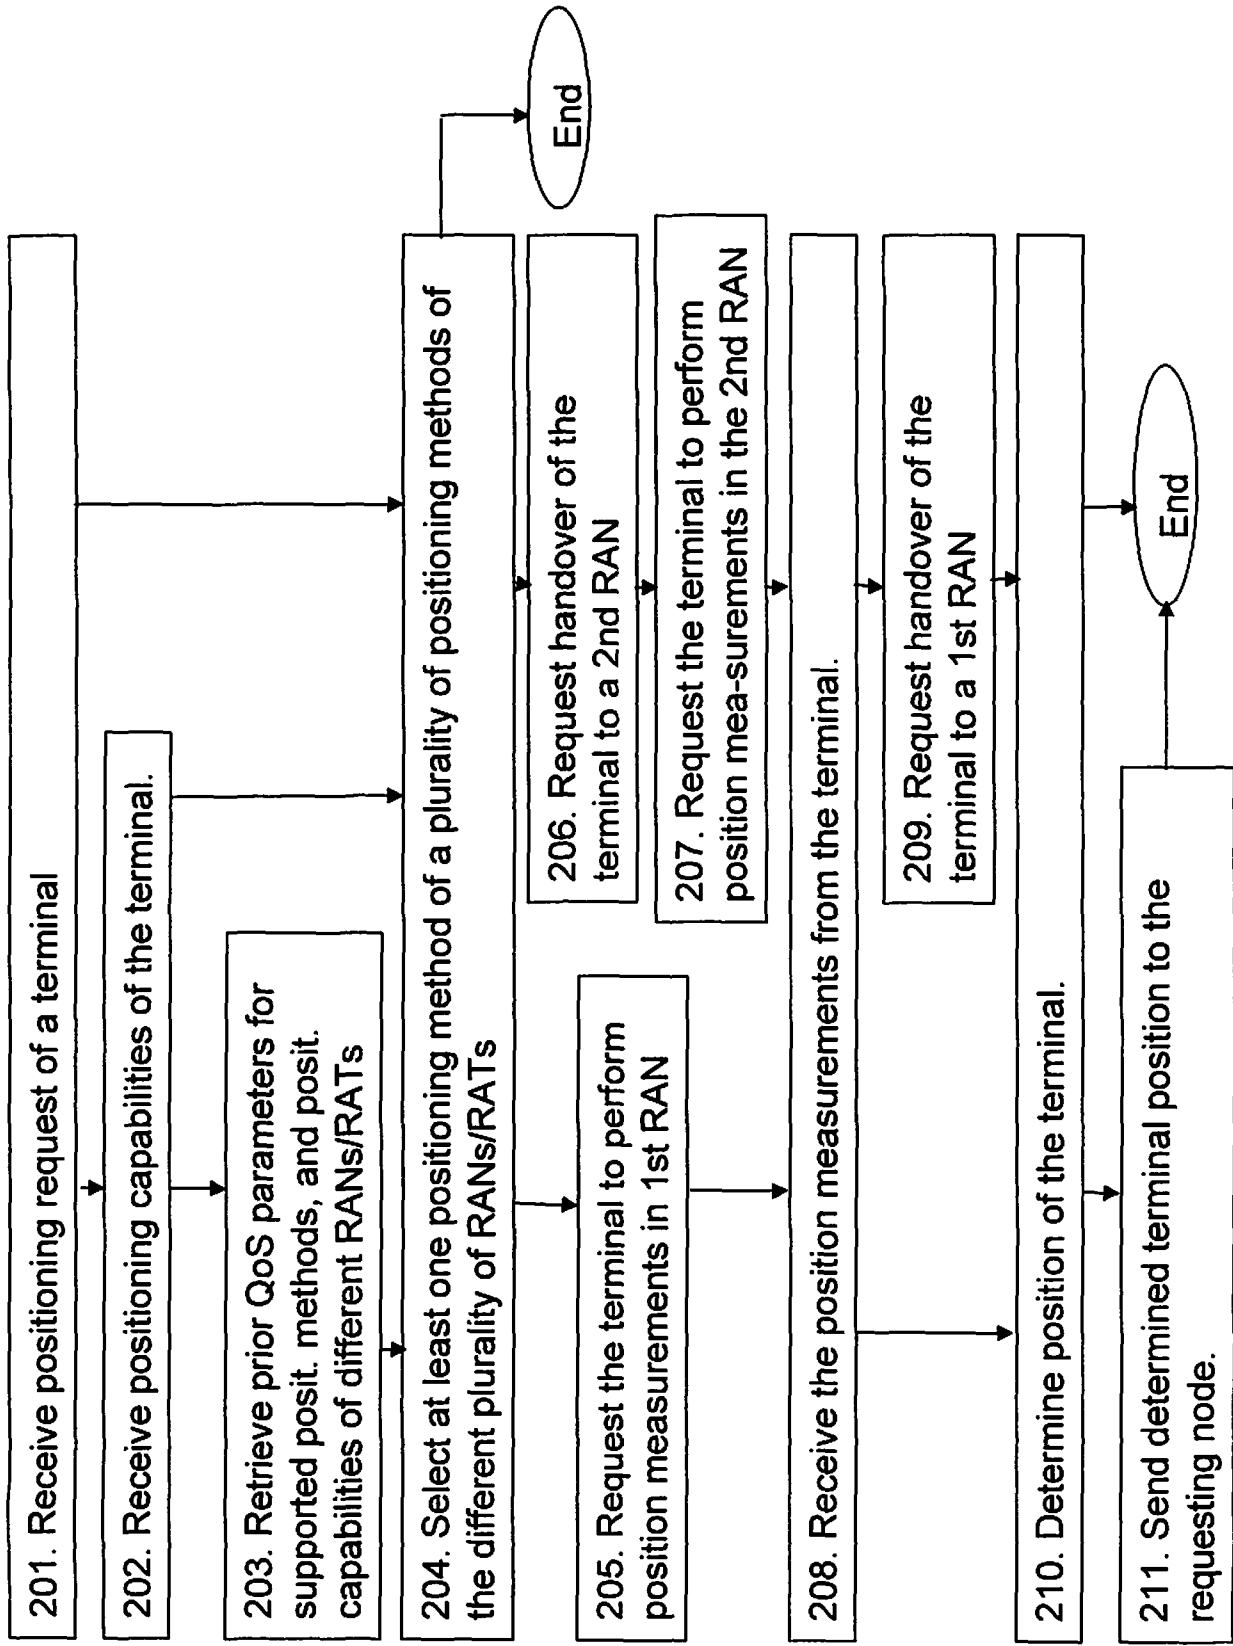 201. Receive positioning request of a terminal
202. Receive positioning capabilities of the terminal.
203. Retrieve prior QoS parameters for
supported posit. methods, and posit.
capabilities of different RANs/RATs
204. Select at least one positioning method of a plurality of positioning methods of
the different plurality of RANs/RATs
End
205. Request the terminal to perform
position measurements in 1st RAN
206. Request handover of the
terminal to a 2nd RAN
207. Request the terminal to perform
position mea-surements in the 2nd RAN
208. Receive the position measurements from the terminal.
209. Request handover of the
terminal to a 1st RAN
210. Determine position of the terminal.
211. Send determined terminal position to the
requesting node.
End